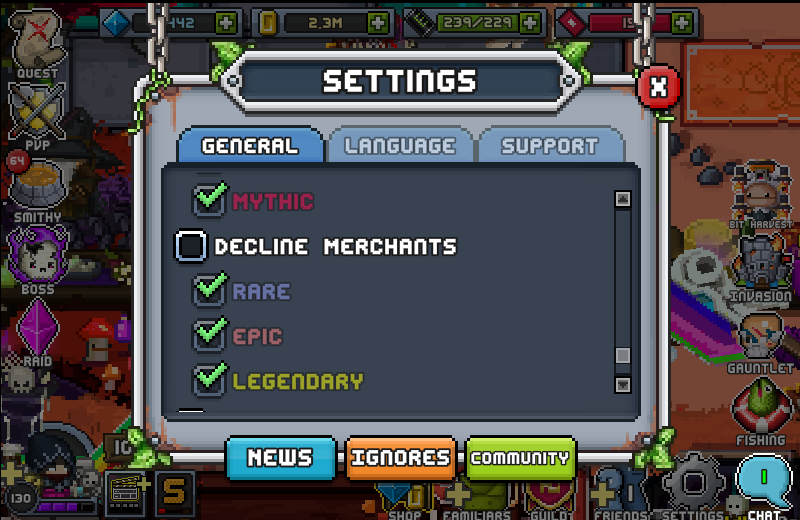 2.3M
239/229
SETTINGS
X
QUEST
PVP
64
SMITHY
BOSS
RAID
GENERAL
LANGUAGE
SUPPORT
MYTHIC
DECLINE MERCHANTS
RARE
EPIC
LEGENDARY
BIT HARVEST
INVASION
GAUNTLET
FISHING
NEWS
IGNORES
COMMUNITY
130
S
SHOP
FAMILIARS
GUILD
FRIENDS
SETTINGS
CHAT